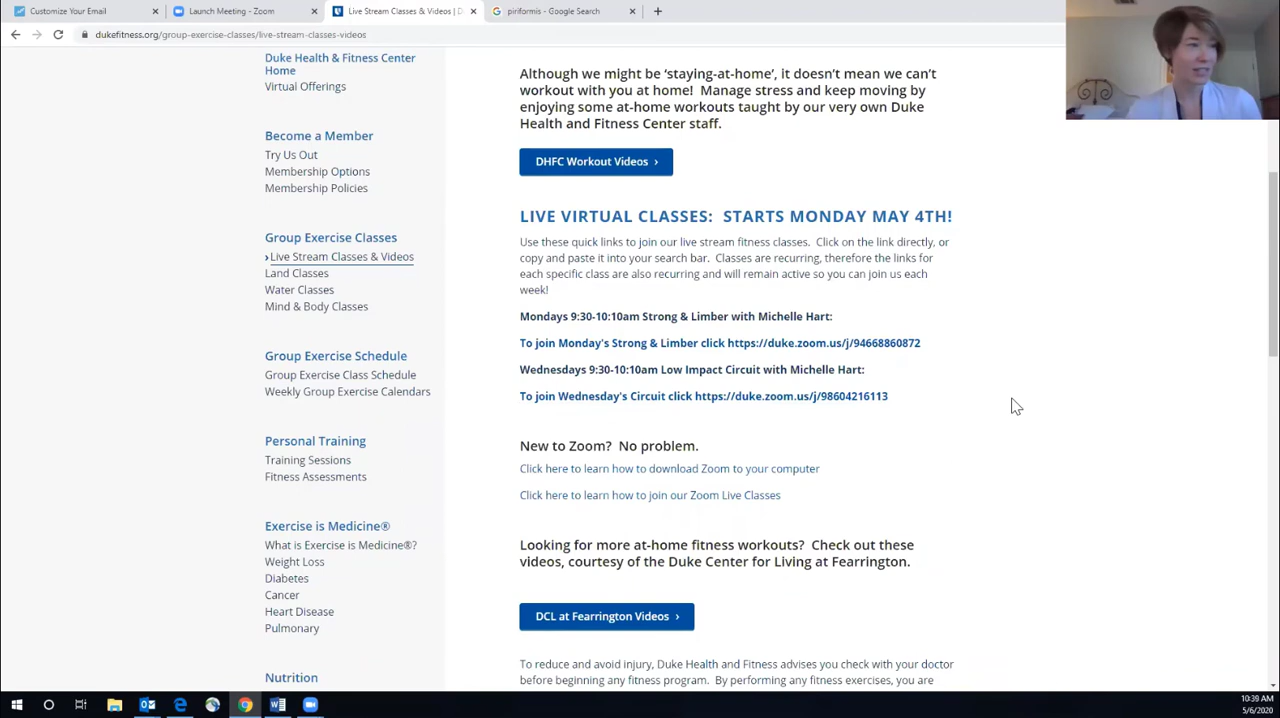 Customize Your Email
Launch Meeting - Zoom
Live Stream Classes & Videos | D
piriformis - Google Search
dukefitness.org/group-exercise-classes/live-stream-classes-videos
Duke Health & Fitness Center
Home
Virtual Offerings
Become a Member
Try Us Out
Membership Options
Membership Policies
Group Exercise Classes
›Live Stream Classes & Videos
Land Classes
Water Classes
Mind & Body Classes
Group Exercise Schedule
Group Exercise Class Schedule
Weekly Group Exercise Calendars
Personal Training
Training Sessions
Fitness Assessments
Exercise is Medicine®
What is Exercise is Medicine®?
Weight Loss
Diabetes
Cancer
Heart Disease
Pulmonary
Nutrition
Although we might be ‘staying-at-home’, it doesn’t mean we can’t
workout with you at home! Manage stress and keep moving by
enjoying some at-home workouts taught by our very own Duke
Health and Fitness Center staff.
DHFC Workout Videos ›
LIVE VIRTUAL CLASSES: STARTS MONDAY MAY 4TH!
Use these quick links to join our live stream fitness classes. Click on the link directly, or
copy and paste it into your search bar. Classes are recurring, therefore the links for
each specific class are also recurring and will remain active so you can join us each
week!
Mondays 9:30-10:10am Strong & Limber with Michelle Hart:
To join Monday's Strong & Limber click https://duke.zoom.us/j/94668860872
Wednesdays 9:30-10:10am Low Impact Circuit with Michelle Hart:
To join Wednesday's Circuit click https://duke.zoom.us/j/98604216113
New to Zoom? No problem.
Click here to learn how to download Zoom to your computer
Click here to learn how to join our Zoom Live Classes
Looking for more at-home fitness workouts? Check out these
videos, courtesy of the Duke Center for Living at Fearrington.
DCL at Fearrington Videos ›
To reduce and avoid injury, Duke Health and Fitness advises you check with your doctor
before beginning any fitness program. By performing any fitness exercises, you are
10:39 AM
5/6/2020